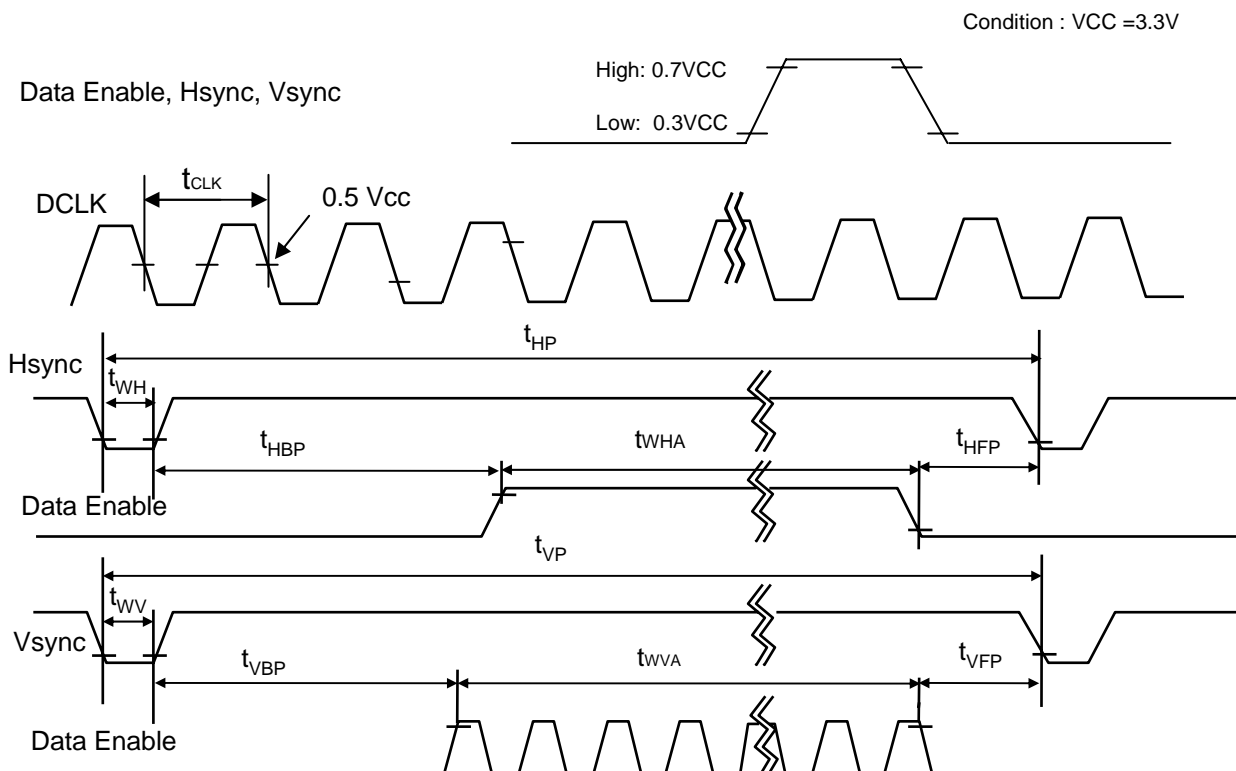 Condition : VCC =3.3V
High: 0.7VCC
Data Enable, Hsync, Vsync
Low: 0.3VCC
tCLK
DCLK
0.5 Vcc
tHP
Hsync
tWH
tHBP
tWHA
tHFP
Data Enable
tVP
tWV
Vsync
tVBP
tWVA
tVFP
Data Enable